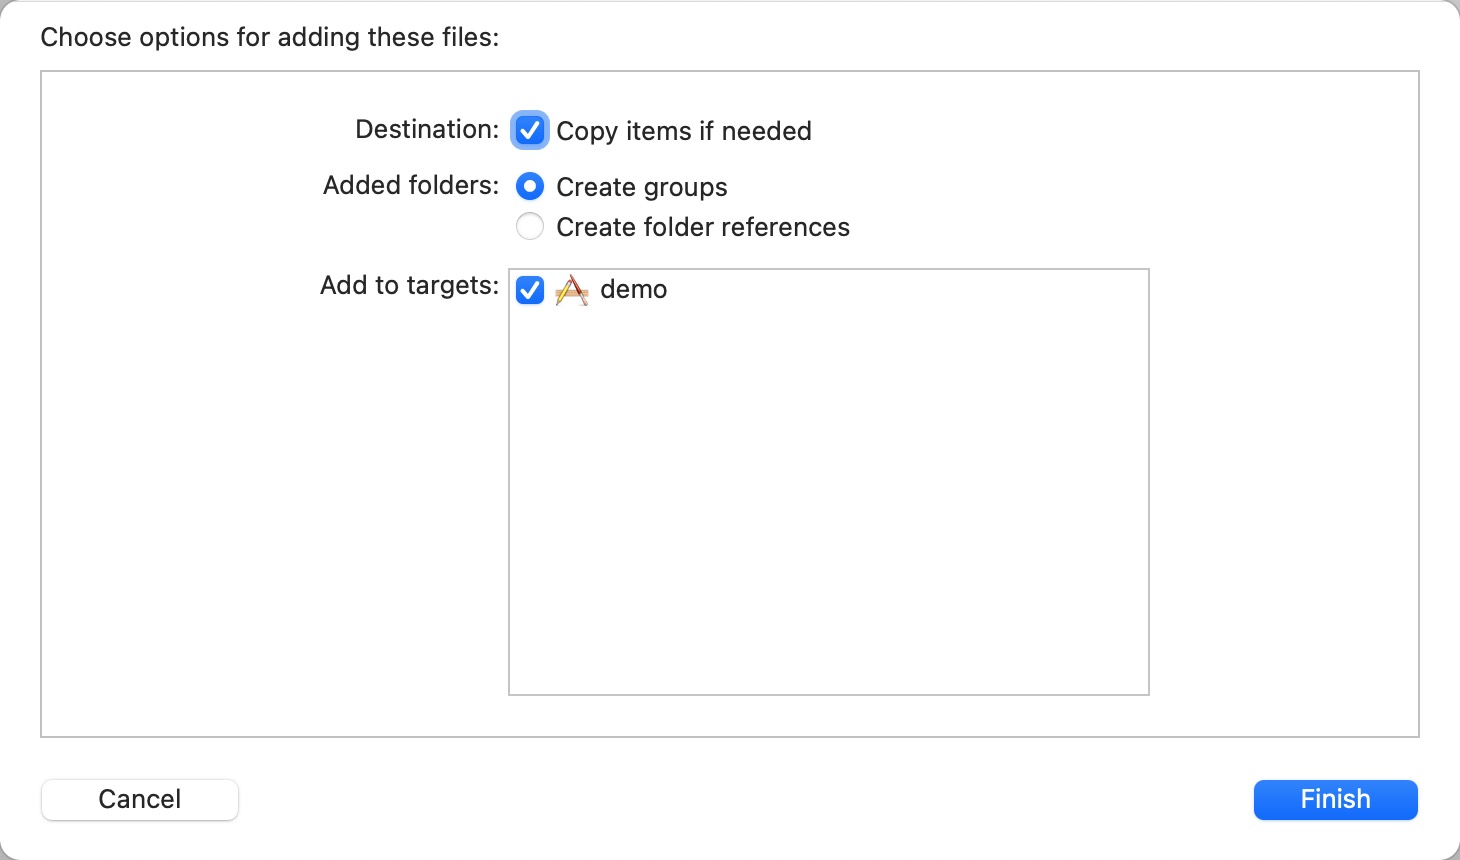 Choose options for adding these files:
Destination: Copy items if needed
Added folders: Create groups
Create folder references
Add to targets: demo
Cancel Finish